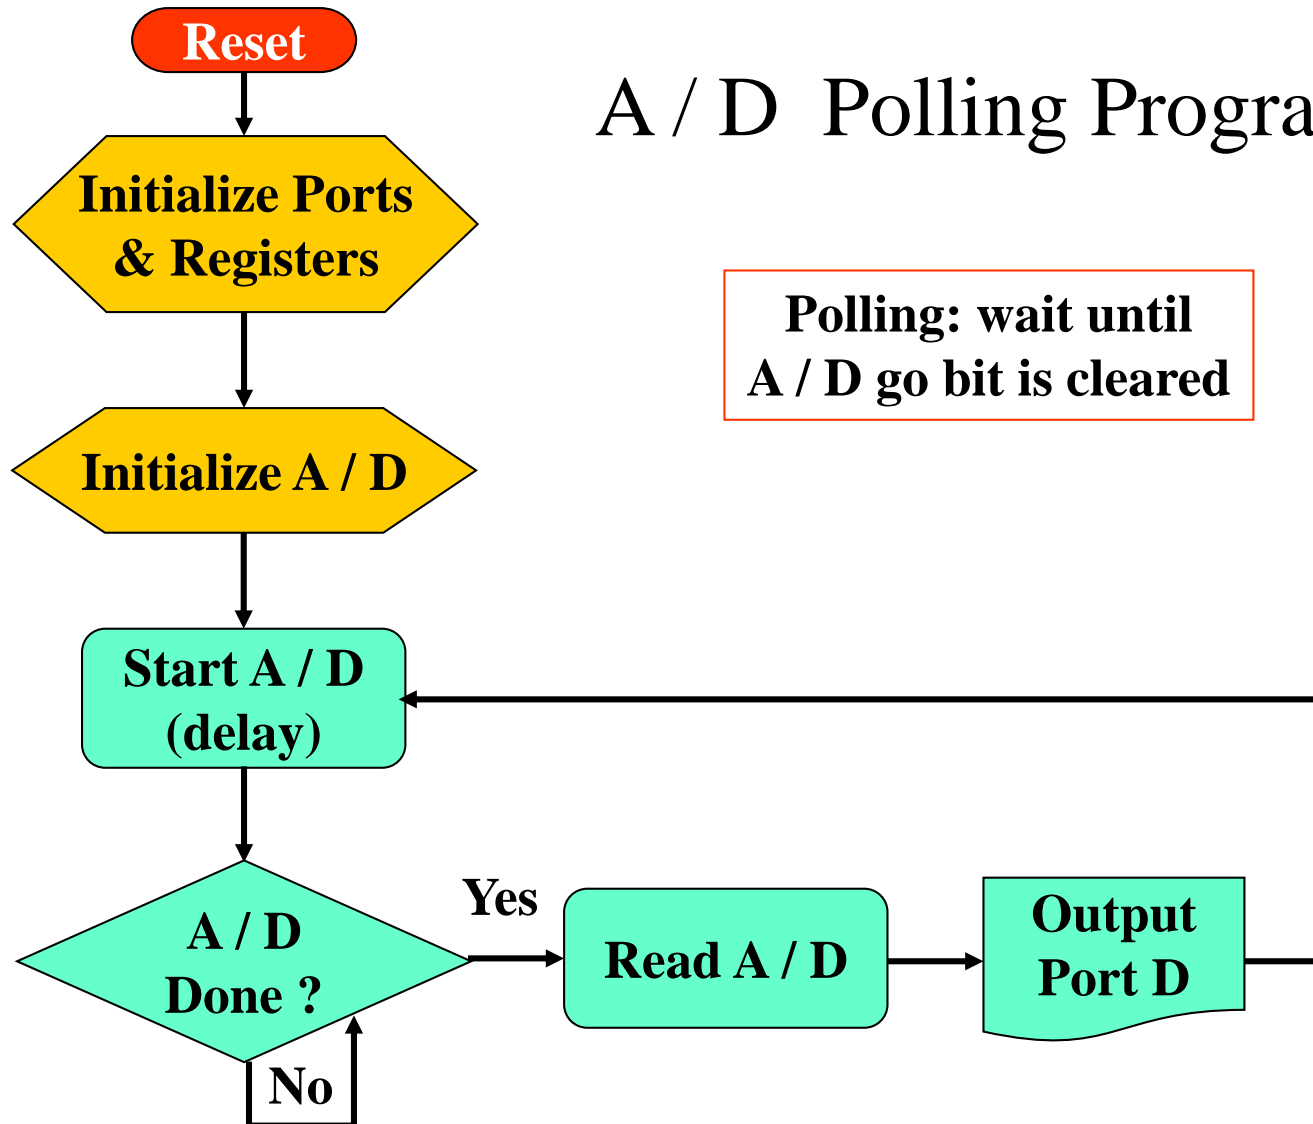 Reset
A / D  Polling Progra
Initialize Ports
& Registers
Polling: wait until
A / D go bit is cleared
Initialize A / D
Start A / D
(delay)
A / D
Done ?
Yes
Read A / D
Output
Port D
No